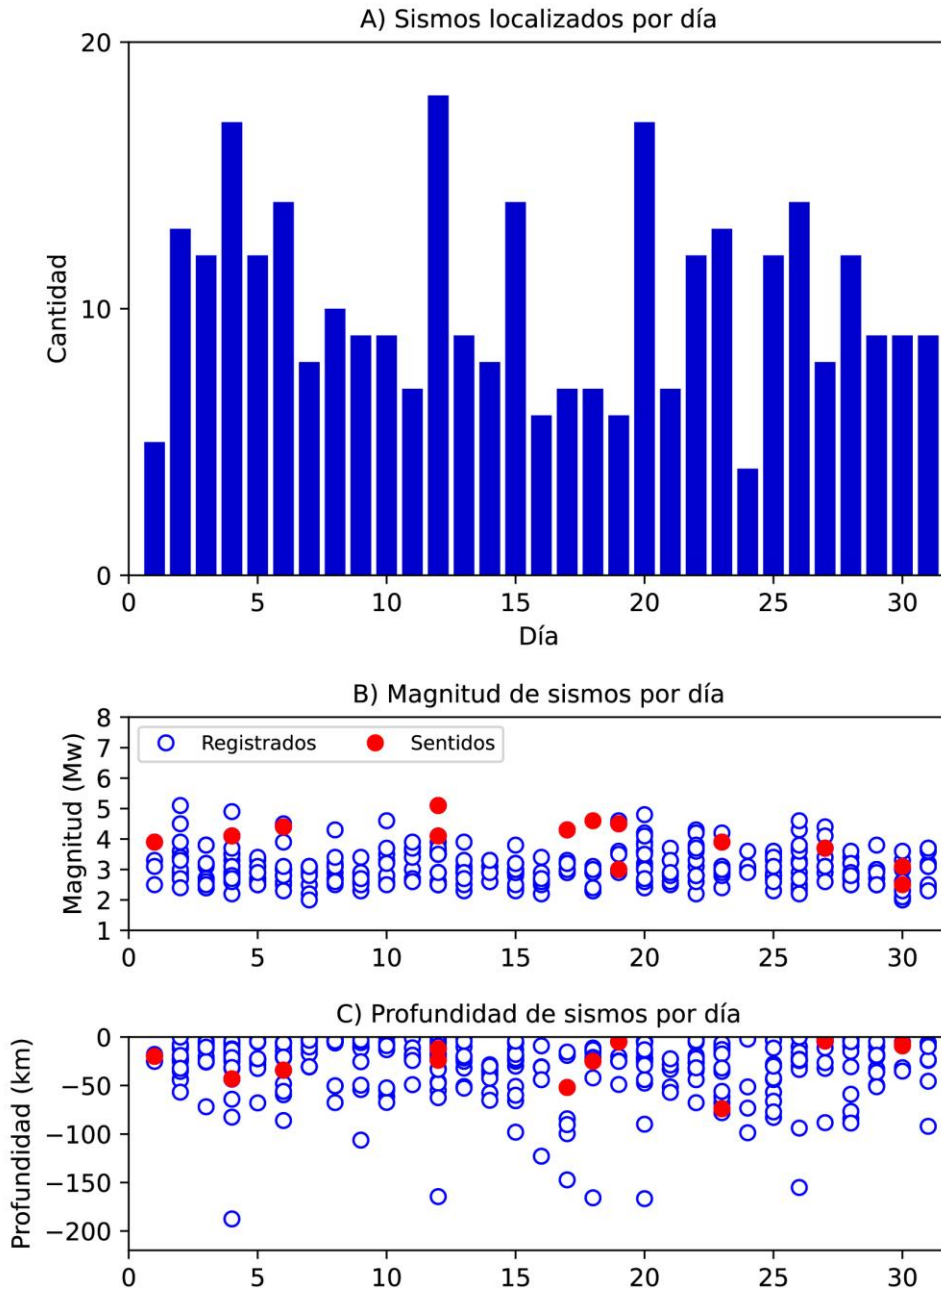 A) Sismos localizados por día
20
10
0
Cantidad
0 5 10 15 20 25 30
Día
B) Magnitud de sismos por día
8
7
6
5
4
3
2
1
Magnitud (Mw)
Registrados Sentidos
0 5 10 15 20 25 30
C) Profundidad de sismos por día
0
−50
−100
−150
−200
Profundidad (km)
0 5 10 15 20 25 30